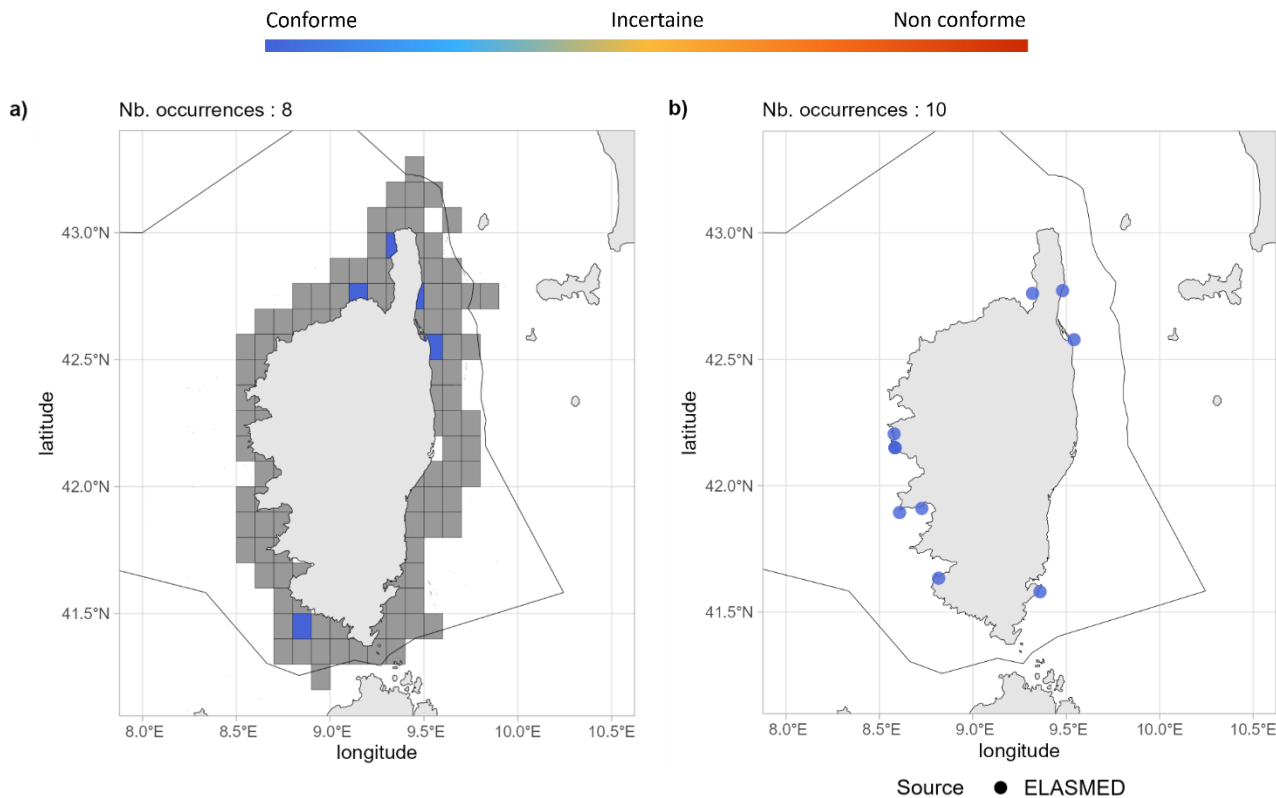 Conforme Incertaine Non conforme
a) Nb. occurrences : 8
b) Nb. occurrences : 10
latitude
43.0°N
42.5°N
42.0°N
41.5°N
8.0°E 8.5°E 9.0°E 9.5°E 10.0°E 10.5°E
longitude
latitude
43.0°N
42.5°N
42.0°N
41.5°N
8.0°E 8.5°E 9.0°E 9.5°E 10.0°E 10.5°E
longitude
Source ELASMED